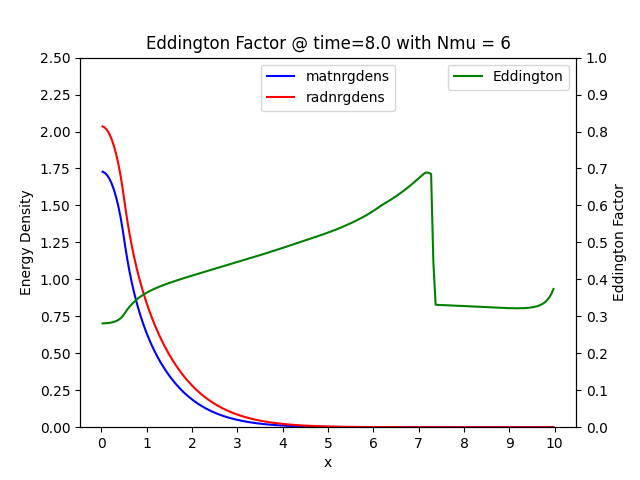 Eddington Factor @ time=8.0 with Nmu = 6
matnrgdens
radnrgdens
Eddington
Energy Density
2.50
2.25
2.00
1.75
1.50
1.25
1.00
0.75
0.50
0.25
0.00
1.0
0.9
0.8
0.7
0.6
0.5
0.4
0.3
0.2
0.1
0.0
Eddington Factor
0 1 2 3 4 5 6 7 8 9 10
x